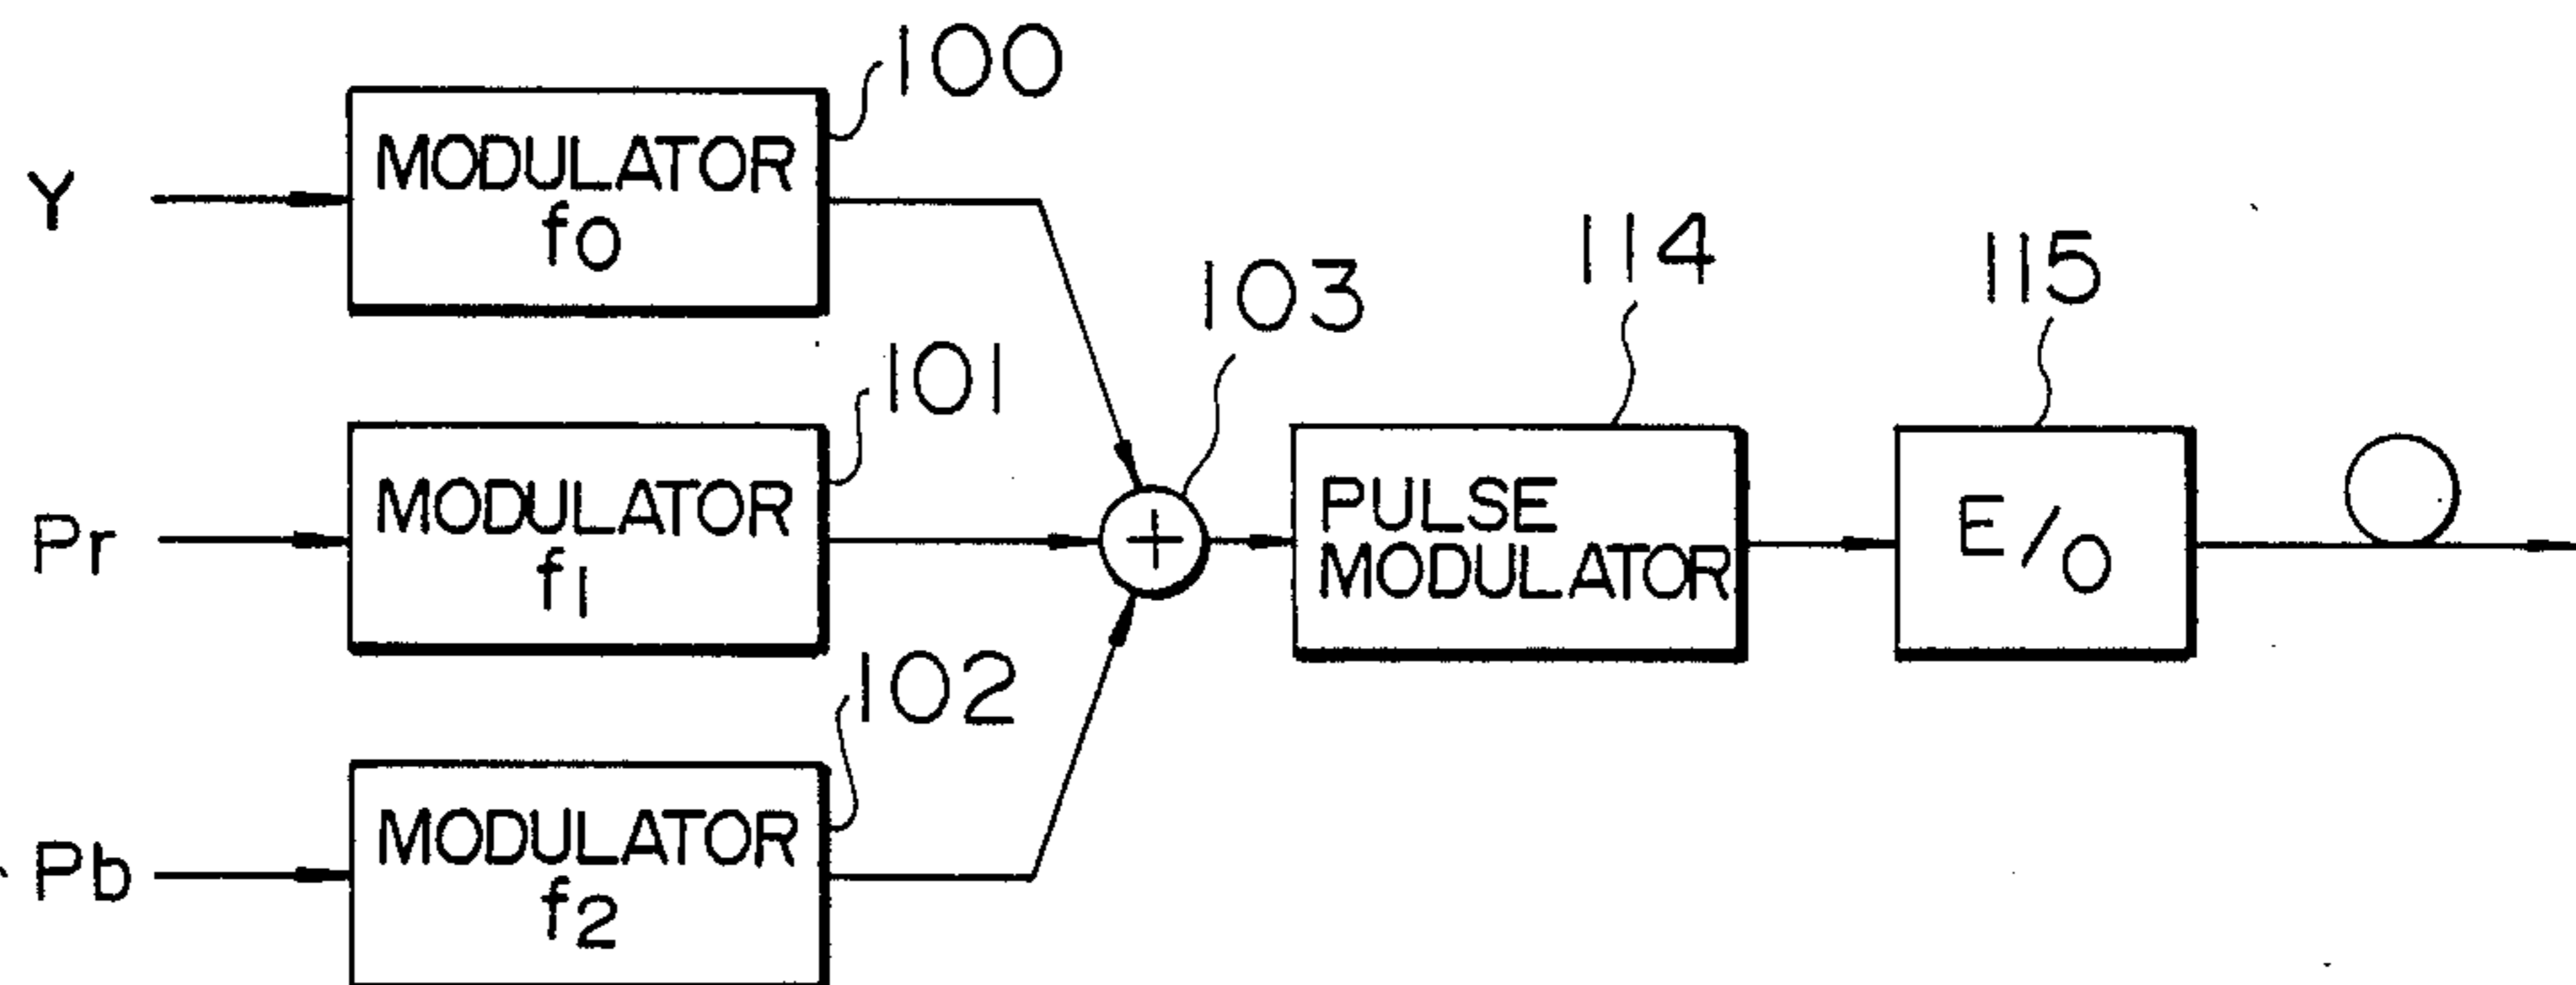 100
Y
MODULATOR
f0
103
114
115
101
Pr
MODULATOR
f1
+
PULSE
MODULATOR
E/O
102
Pb
MODULATOR
f2